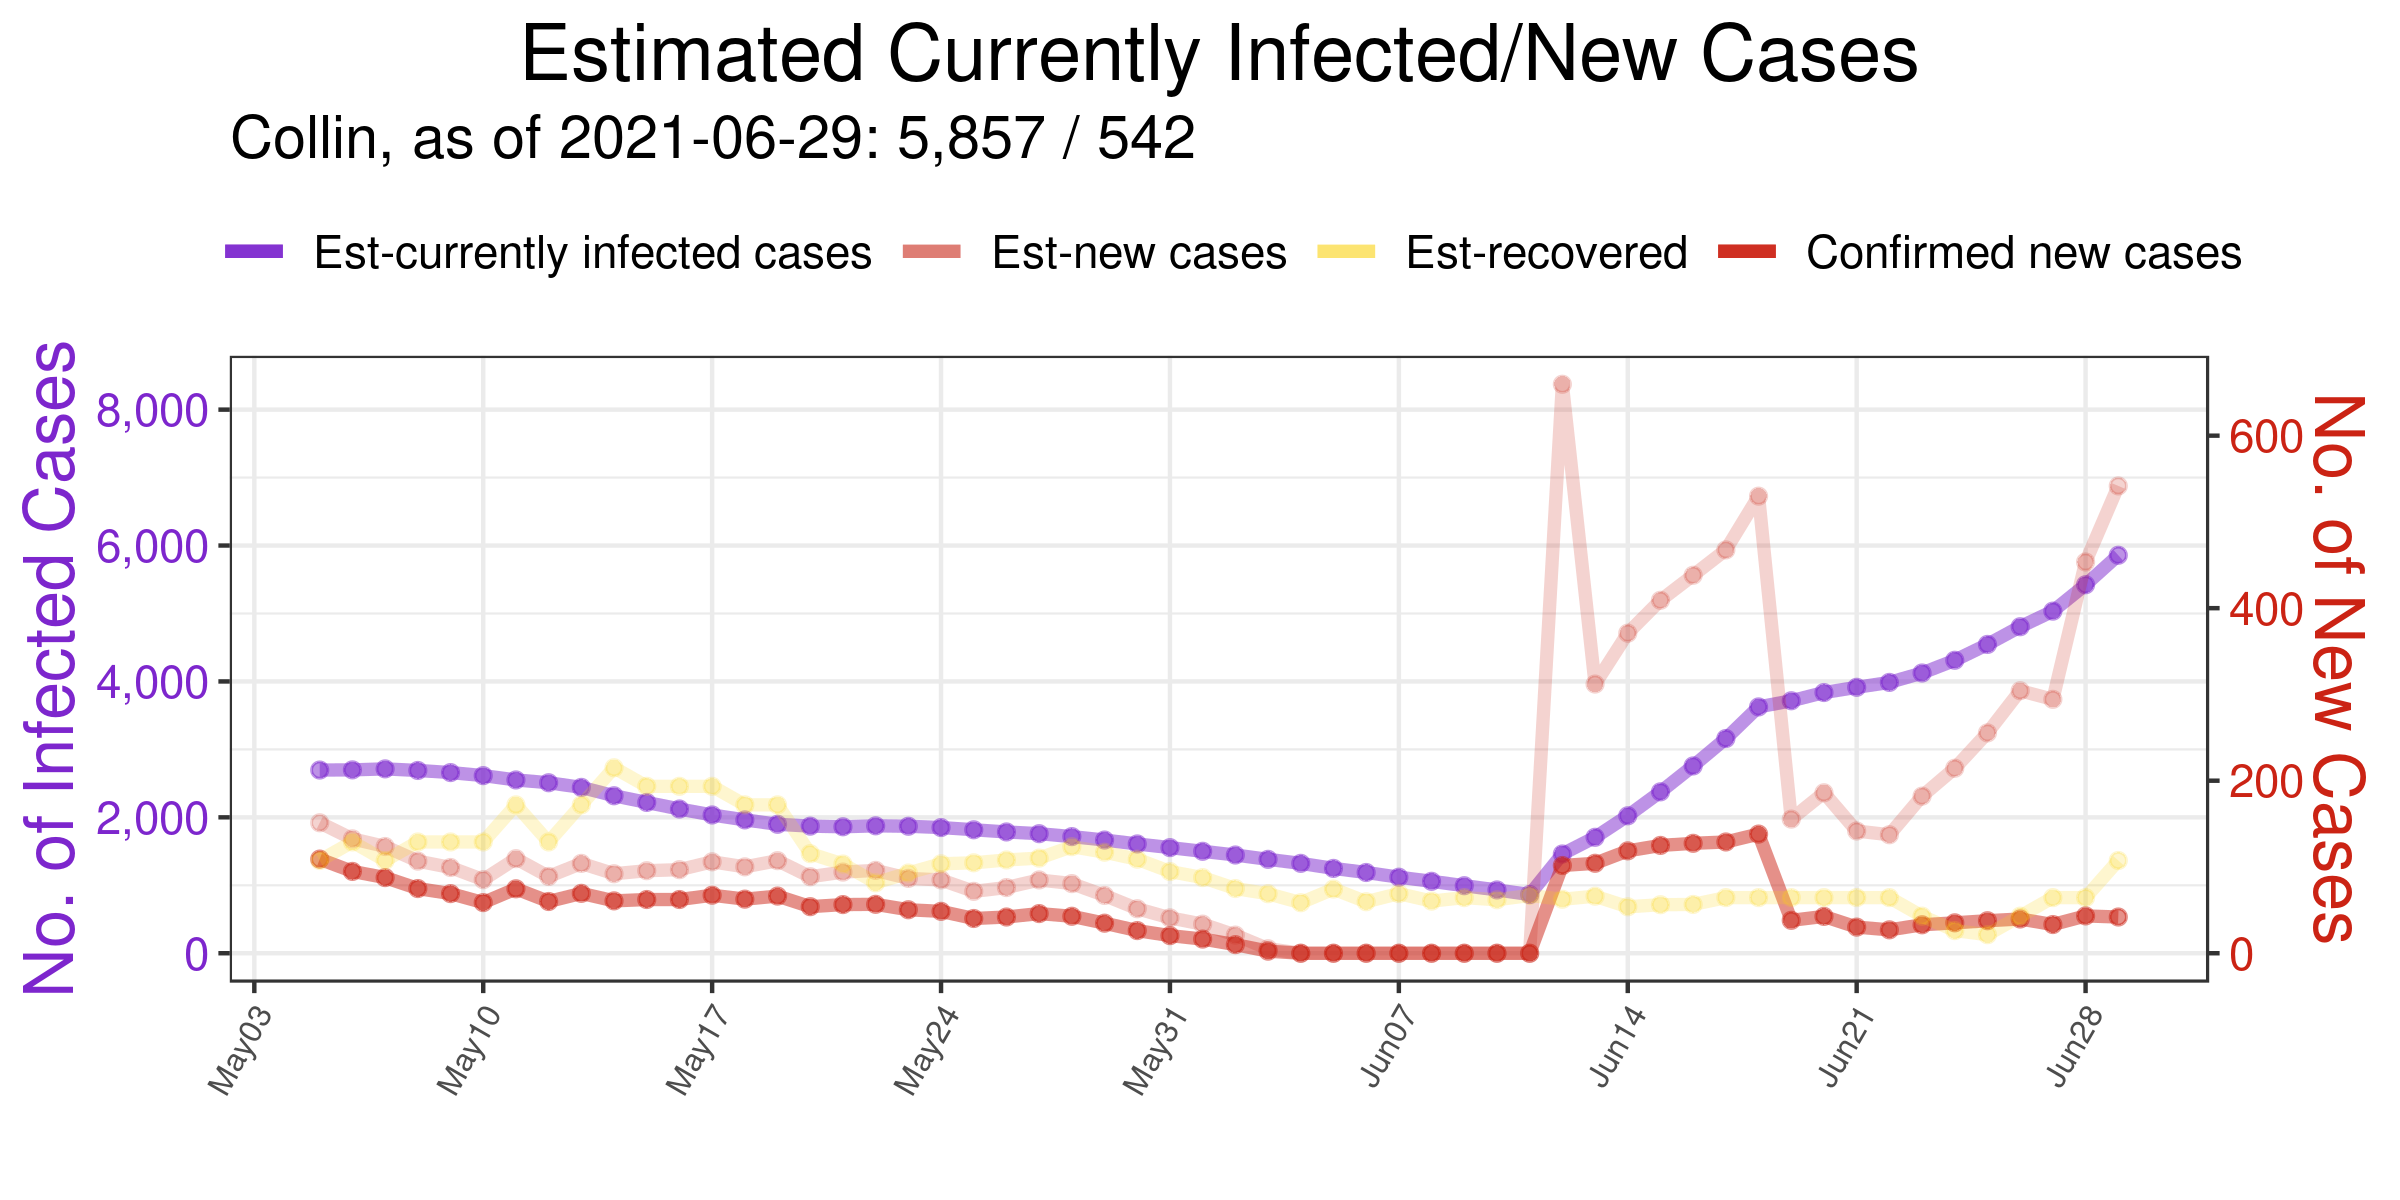 Estimated Currently Infected/New Cases
Collin, as of 2021-06-29: 5,857 / 542
Est-currently infected cases Est-new cases Est-recovered Confirmed new cases
No. of Infected Cases
8,000
6,000
4,000
2,000
0
600
400
200
0
No. of New Cases
May03 May10 May17 May24 May31 Jun07 Jun14 Jun21 Jun28